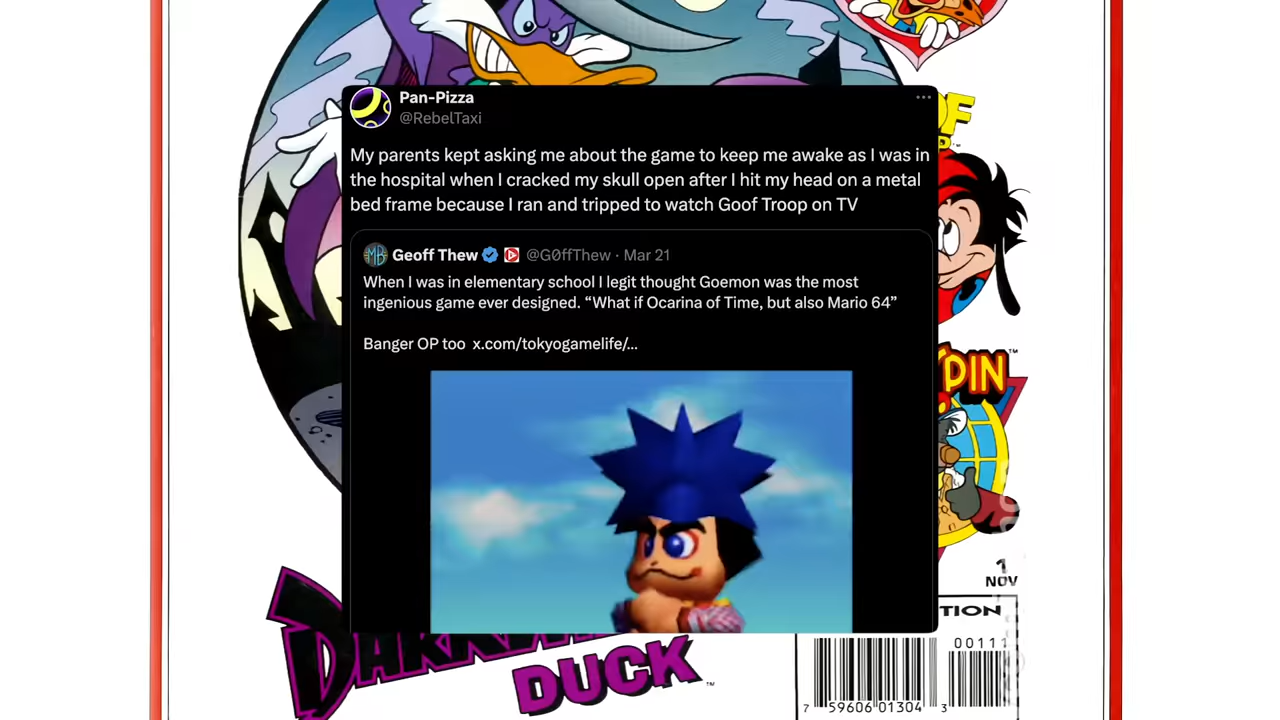 Pan-Pizza
@RebelTaxi
My parents kept asking me about the game to keep me awake as I was in
the hospital when I cracked my skull open after I hit my head on a metal
bed frame because I ran and tripped to watch Goof Troop on TV
MB
Geoff Thew @G0ffThew · Mar 21
When I was in elementary school I legit thought Goemon was the most
ingenious game ever designed. “What if Ocarina of Time, but also Mario 64”
Banger OP too x.com/tokyogamelife/...
PIN
™
1
NOV
TION
00111
DUCK™
7 59606 01304 3